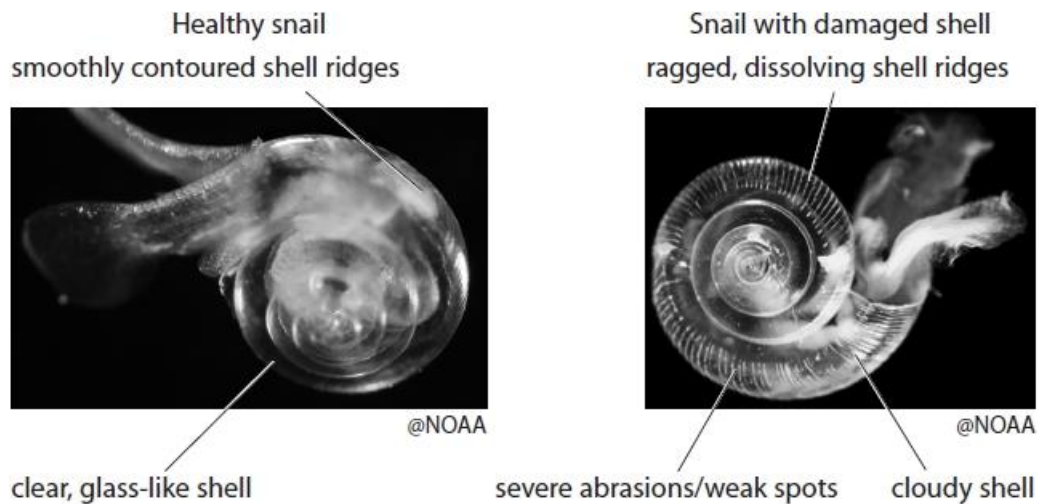 Healthy snail
smoothly contoured shell ridges
@NOAA
clear, glass-like shell
Snail with damaged shell
ragged, dissolving shell ridges
@NOAA
severe abrasions/weak spots
cloudy shell